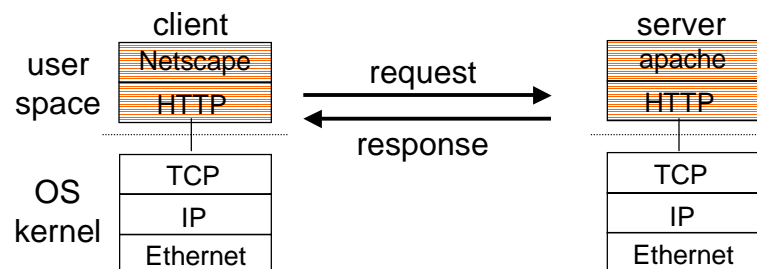 client
server
user
space
Netscape
HTTP
request
response
apache
HTTP
OS
kernel
TCP
IP
Ethernet
TCP
IP
Ethernet